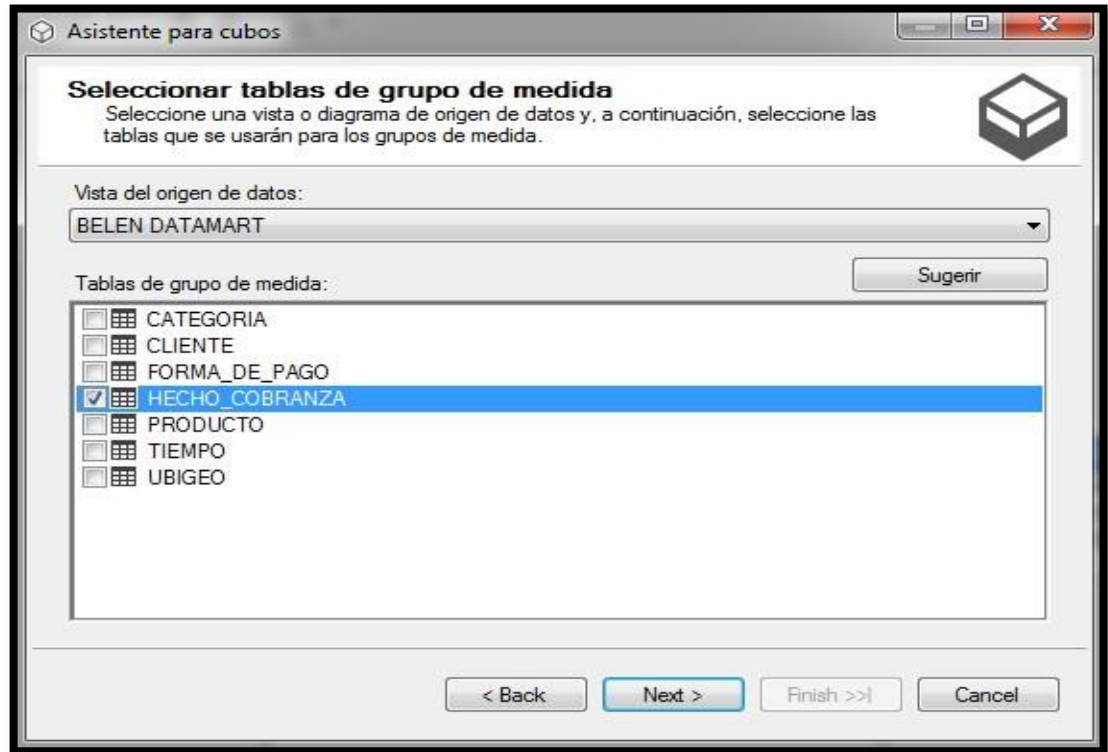 Asistente para cubos
Seleccionar tablas de grupo de medida
Seleccione una vista o diagrama de origen de datos y, a continuación, seleccione las
tablas que se usarán para los grupos de medida.
Vista del origen de datos:
BELEN DATAMART
Tablas de grupo de medida:
Sugerir
CATEGORIA
CLIENTE
FORMA_DE_PAGO
HECHO_COBRANZA
PRODUCTO
TIEMPO
UBIGEO
< Back
Next >
Finish >>|
Cancel